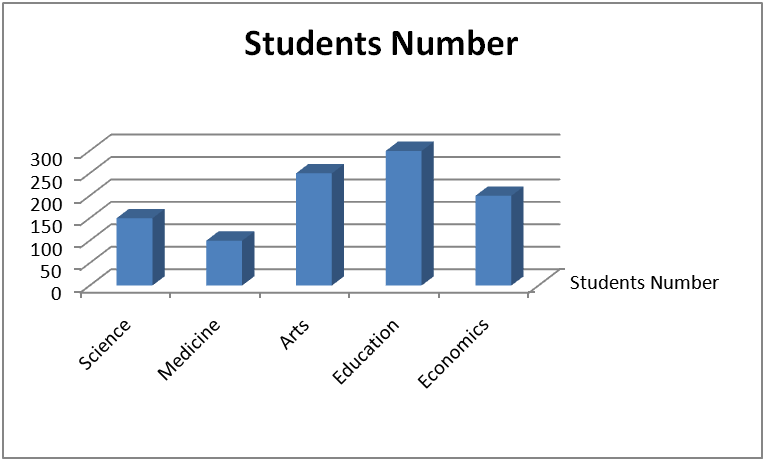 Students Number
300
250
200
150
100
50
0
Students Number
Science
Medicine
Arts
Education
Economics